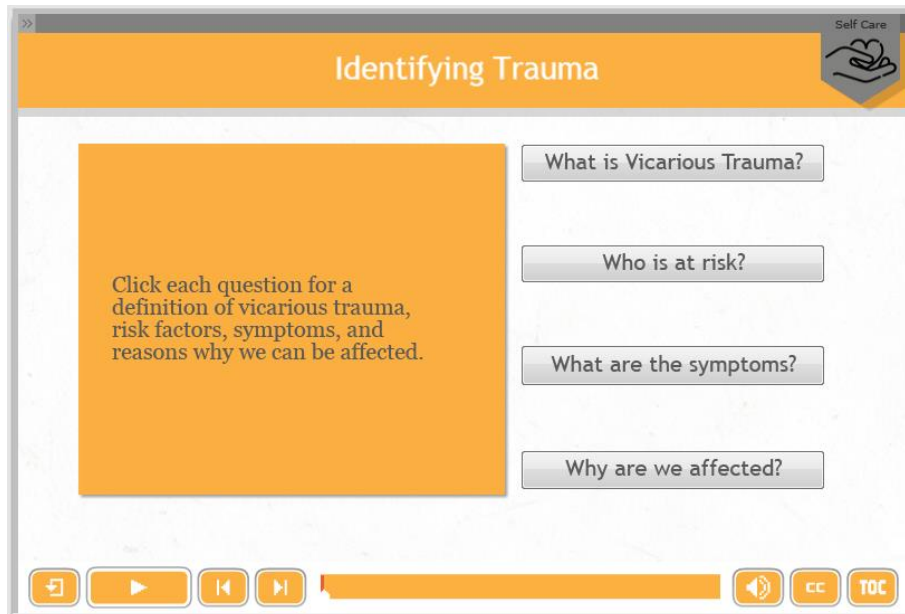 »
Self Care
Identifying Trauma
What is Vicarious Trauma?
Who is at risk?
Click each question for a
definition of vicarious trauma,
risk factors, symptoms, and
reasons why we can be affected.
What are the symptoms?
Why are we affected?
CC
TOC